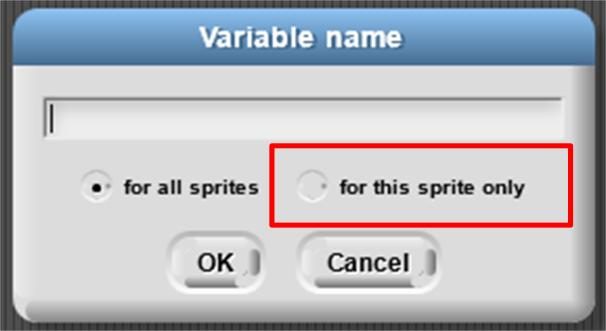 Variable name
for all sprites for this sprite only
OK Cancel